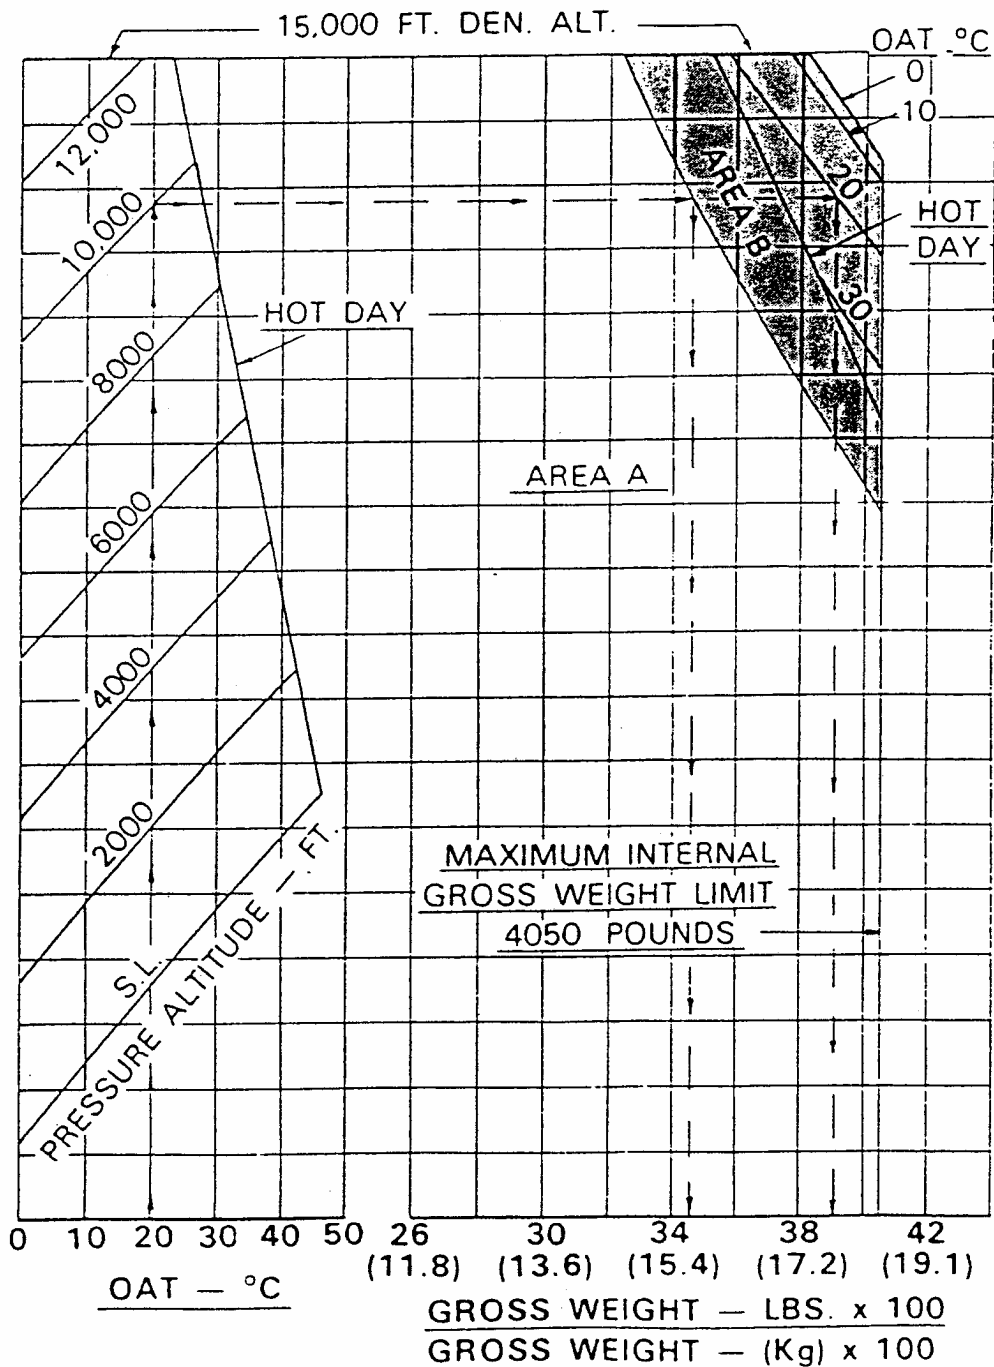 15,000 FT. DEN. ALT.
OAT - °C
0
10
20
HOT
DAY
30
AREA B
12,000
10,000
8000
6000
4000
2000
S.L.
PRESSURE ALTITUDE - FT.
HOT DAY
AREA A
MAXIMUM INTERNAL
GROSS WEIGHT LIMIT
4050 POUNDS
0 10 20 30 40 50 26 30 34 38 42
(11.8) (13.6) (15.4) (17.2) (19.1)
OAT — °C
GROSS WEIGHT — LBS. x 100
GROSS WEIGHT — (Kg) x 100